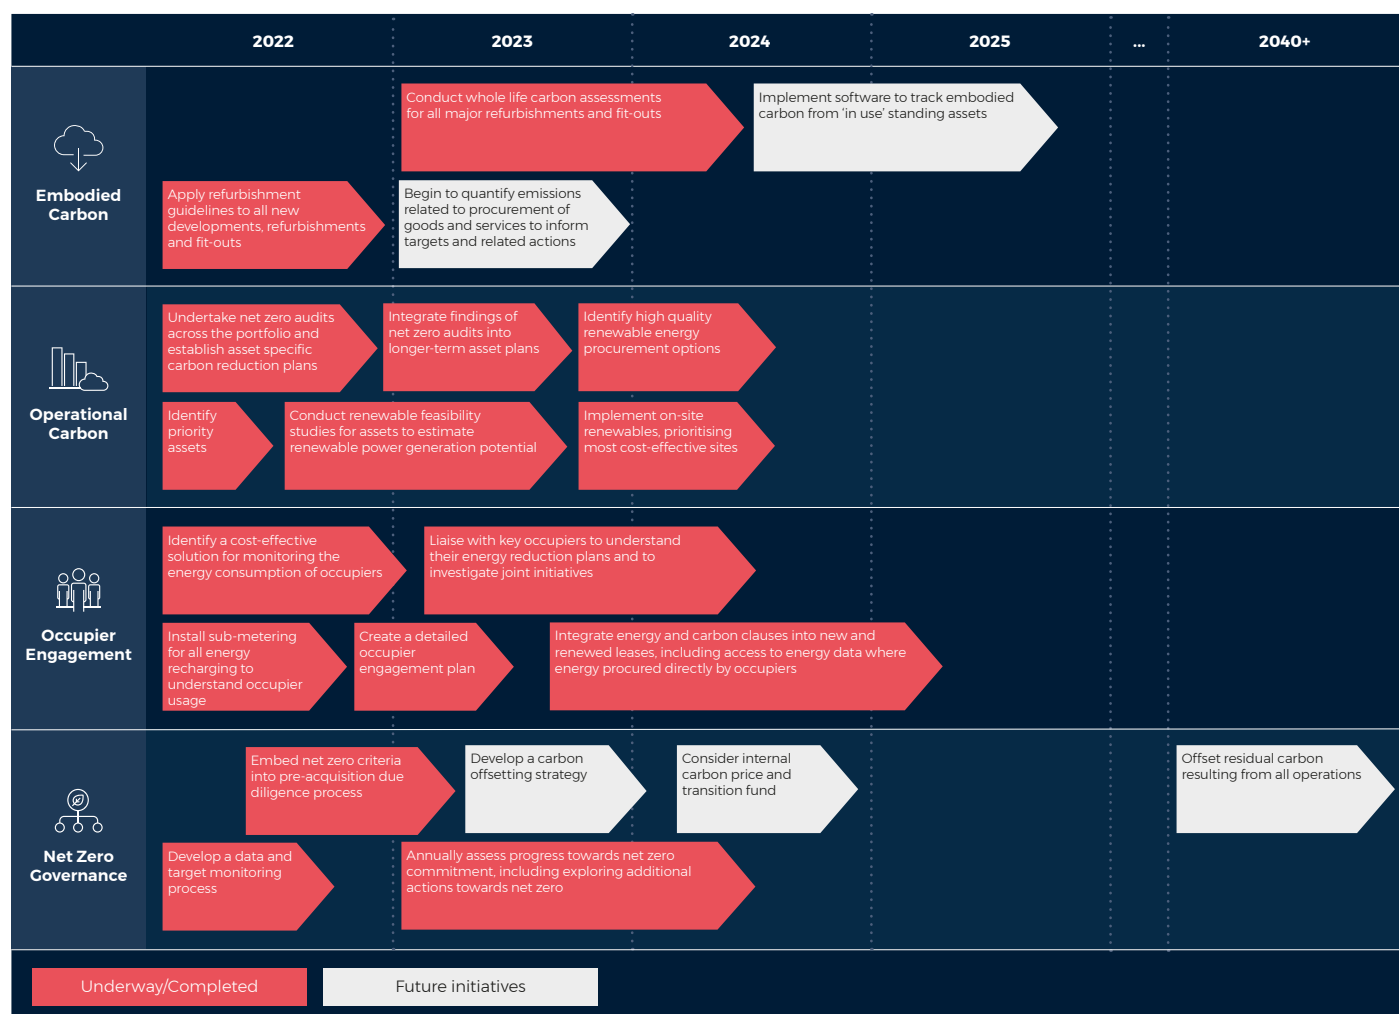 2022
2023
2024
2025
...
2040+
Embodied
Carbon
Conduct whole life carbon assessments
for all major refurbishments and fit-outs
Implement software to track embodied
carbon from ‘in use’ standing assets
Apply refurbishment
guidelines to all new
developments, refurbishments
and fit-outs
Begin to quantify emissions
related to procurement of
goods and services to inform
targets and related actions
Operational
Carbon
Undertake net zero audits
across the portfolio and
establish asset specific
carbon reduction plans
Integrate findings of
net zero audits into
longer-term asset plans
Identify high quality
renewable energy
procurement options
Identify
priority
assets
Conduct renewable feasibility
studies for assets to estimate
renewable power generation potential
Implement on-site
renewables, prioritising
most cost-effective sites
Occupier
Engagement
Identify a cost-effective
solution for monitoring the
energy consumption of occupiers
Liaise with key occupiers to understand
their energy reduction plans and to
investigate joint initiatives
Install sub-metering
for all energy
recharging to
understand occupier
usage
Create a detailed
occupier
engagement plan
Integrate energy and carbon clauses into new and
renewed leases, including access to energy data where
energy procured directly by occupiers
Net Zero
Governance
Embed net zero criteria
into pre-acquisition due
diligence process
Develop a carbon
offsetting strategy
Consider internal
carbon price and
transition fund
Offset residual carbon
resulting from all operations
Develop a data and
target monitoring
process
Annually assess progress towards net zero
commitment, including exploring additional
actions towards net zero
Underway/Completed
Future initiatives